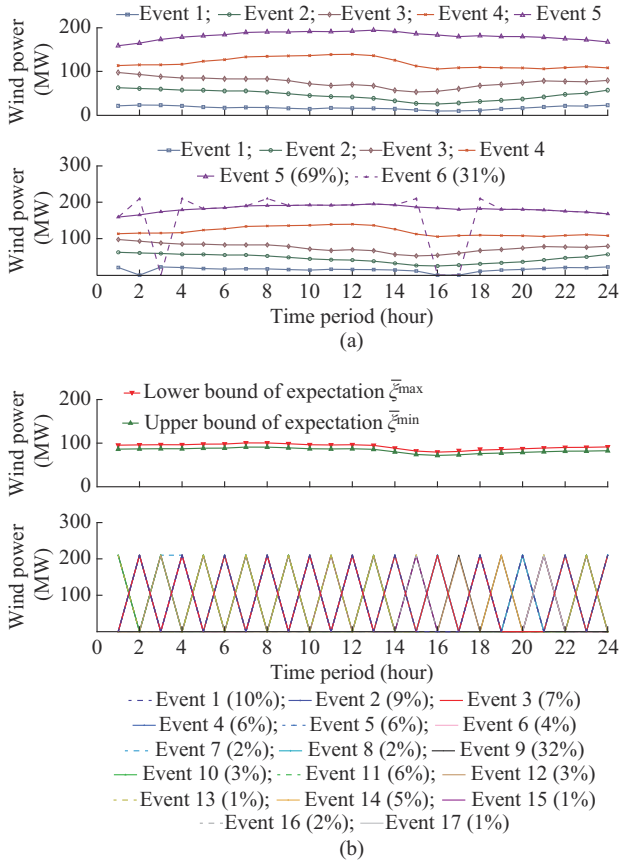 Event 1; Event 2; Event 3; Event 4; Event 5
Wind power
(MW)
200
100
0
Event 1; Event 2; Event 3; Event 4
Event 5 (69%); Event 6 (31%)
Wind power
(MW)
300
200
100
0 2 4 6 8 10 12 14 16 18 20 22 24
Time period (hour)
(a)
Lower bound of expectation ξ̄max
Upper bound of expectation ξ̄min
Wind power
(MW)
200
100
0
Wind power
(MW)
300
200
100
0 2 4 6 8 10 12 14 16 18 20 22 24
Time period (hour)
Event 1 (10%); Event 2 (9%); Event 3 (7%)
Event 4 (6%); Event 5 (6%); Event 6 (4%)
Event 7 (2%); Event 8 (2%); Event 9 (32%)
Event 10 (3%); Event 11 (6%); Event 12 (3%)
Event 13 (1%); Event 14 (5%); Event 15 (1%)
Event 16 (2%); Event 17 (1%)
(b)